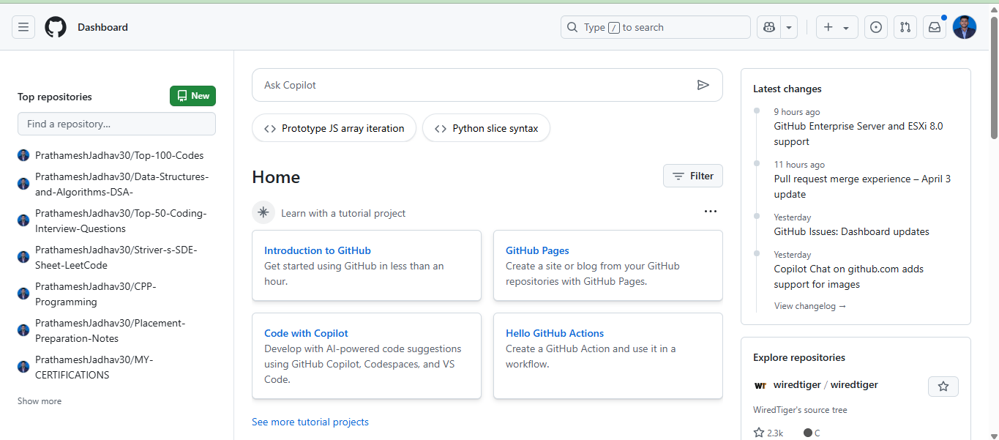 Dashboard
Type / to search
Top repositories
New
Find a repository...
PrathameshJadhav30/Top-100-Codes
PrathameshJadhav30/Data-Structures-
and-Algorithms-DSA-
PrathameshJadhav30/Top-50-Coding-
Interview-Questions
PrathameshJadhav30/Striver-s-SDE-
Sheet-LeetCode
PrathameshJadhav30/CPP-
Programming
PrathameshJadhav30/Placement-
Preparation-Notes
PrathameshJadhav30/MY-
CERTIFICATIONS
Show more
Ask Copilot
Prototype JS array iteration
Python slice syntax
Home
Filter
Learn with a tutorial project
Introduction to GitHub
Get started using GitHub in less than an
hour.
GitHub Pages
Create a site or blog from your GitHub
repositories with GitHub Pages.
Code with Copilot
Develop with AI-powered code suggestions
using GitHub Copilot, Codespaces, and VS
Code.
Hello GitHub Actions
Create a GitHub Action and use it in a
workflow.
See more tutorial projects
Latest changes
9 hours ago
GitHub Enterprise Server and ESXi 8.0
support
11 hours ago
Pull request merge experience – April 3
update
Yesterday
GitHub Issues: Dashboard updates
Yesterday
Copilot Chat on github.com adds
support for images
View changelog →
Explore repositories
wiredtiger / wiredtiger
WiredTiger's source tree
2.3k
C